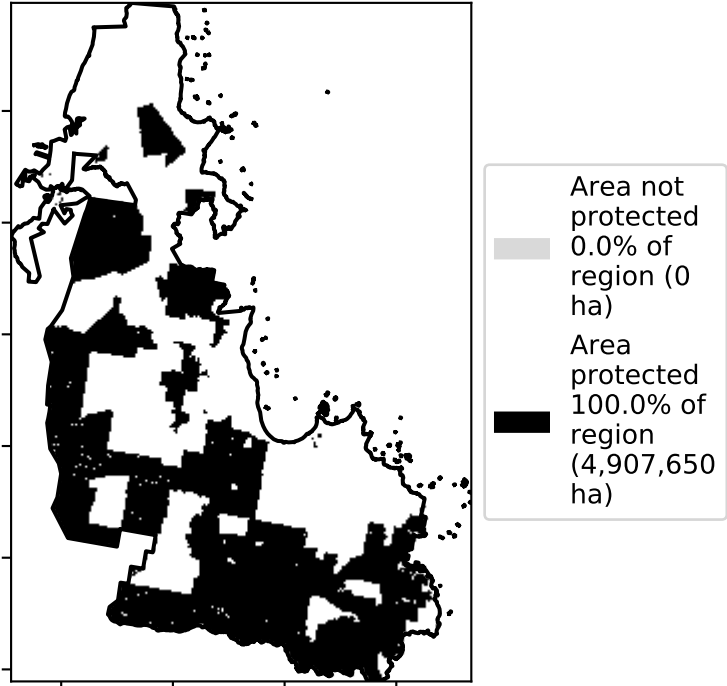 Area not
protected
0.0% of
region (0
ha)
Area
protected
100.0% of
region
(4,907,650
ha)